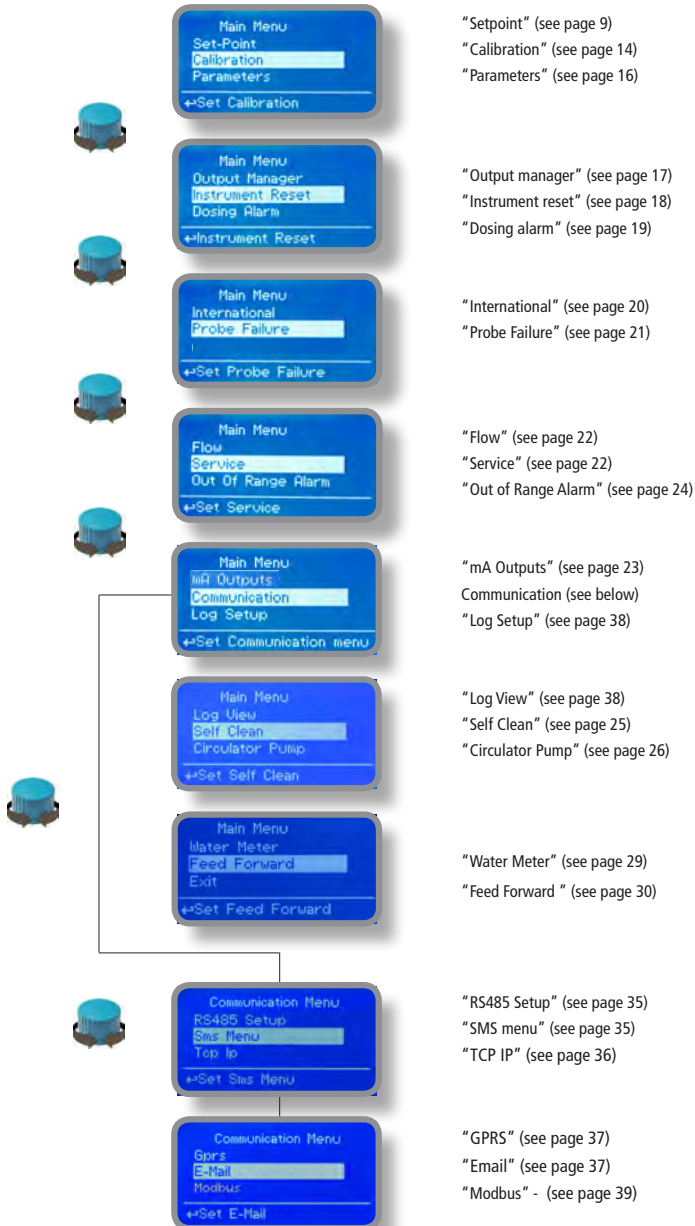 Main Menu
Set-Point
Calibration
Parameters
↵Set Calibration
"Setpoint" (see page 9)
"Calibration" (see page 14)
"Parameters" (see page 16)
Main Menu
Output Manager
Instrument Reset
Dosing Alarm
↵Instrument Reset
"Output manager" (see page 17)
"Instrument reset" (see page 18)
"Dosing alarm" (see page 19)
Main Menu
International
Probe Failure
↵Set Probe Failure
"International" (see page 20)
"Probe Failure" (see page 21)
Main Menu
Flow
Service
Out Of Range Alarm
↵Set Service
"Flow" (see page 22)
"Service" (see page 22)
"Out of Range Alarm" (see page 24)
Main Menu
mA Outputs
Communication
Log Setup
↵Set Communication menu
"mA Outputs" (see page 23)
Communication (see below)
"Log Setup" (see page 38)
Main Menu
Log View
Self Clean
Circulator Pump
↵Set Self Clean
"Log View" (see page 38)
"Self Clean" (see page 25)
"Circulator Pump" (see page 26)
Main Menu
Water Meter
Feed Forward
Exit
↵Set Feed Forward
"Water Meter" (see page 29)
"Feed Forward " (see page 30)
Communication Menu
RS485 Setup
Sms Menu
Tcp Ip
↵Set Sms Menu
"RS485 Setup" (see page 35)
"SMS menu" (see page 35)
"TCP IP" (see page 36)
Communication Menu
Gprs
E-Mail
Modbus
↵Set E-Mail
"GPRS" (see page 37)
"Email" (see page 37)
"Modbus" - (see page 39)